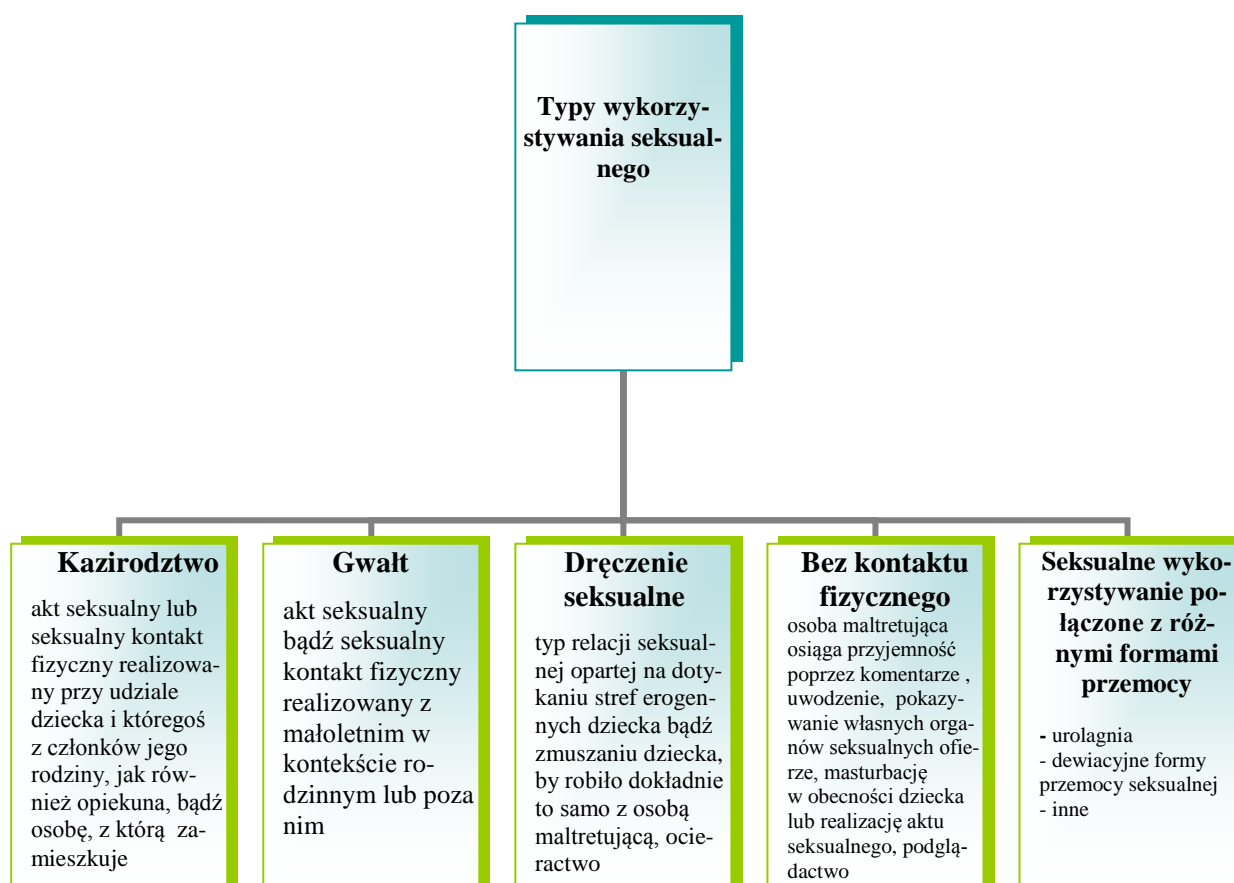 Typy wykorzy-
stywania seksual-
nego
Kazirodztwo
akt seksualny lub
seksualny kontakt
fizyczny realizowa-
ny przy udziale
dziecka i któregoś
z członków jego
rodziny, jak rów-
nież opiekuna, bądź
osobę, z którą za-
mieszkuje
Gwałt
akt seksualny
bądź seksualny
kontakt fizyczny
realizowany z
małoletnim w
kontekście ro-
dzinnym lub poza
nim
Dręczenie
seksualne
typ relacji seksual-
nej opartej na doty-
kaniu stref erogen-
nych dziecka bądź
zmuszaniu dziecka,
by robiło dokładnie
to samo z osobą
maltretującą, ocie-
ractwo
Bez kontaktu
fizycznego
osoba maltretująca
osiąga przyjemność
poprzez komentarze ,
uwodzenie, pokazy-
wanie własnych orga-
nów seksualnych ofie-
rze, masturbację
w obecności dziecka
lub realizację aktu
seksualnego, podglą-
dactwo
Seksualne wyko-
rzystywanie po-
łączone z róż-
nymi formami
przemocy
- urolagnia
- dewiacyjne formy
przemocy seksualnej
- inne